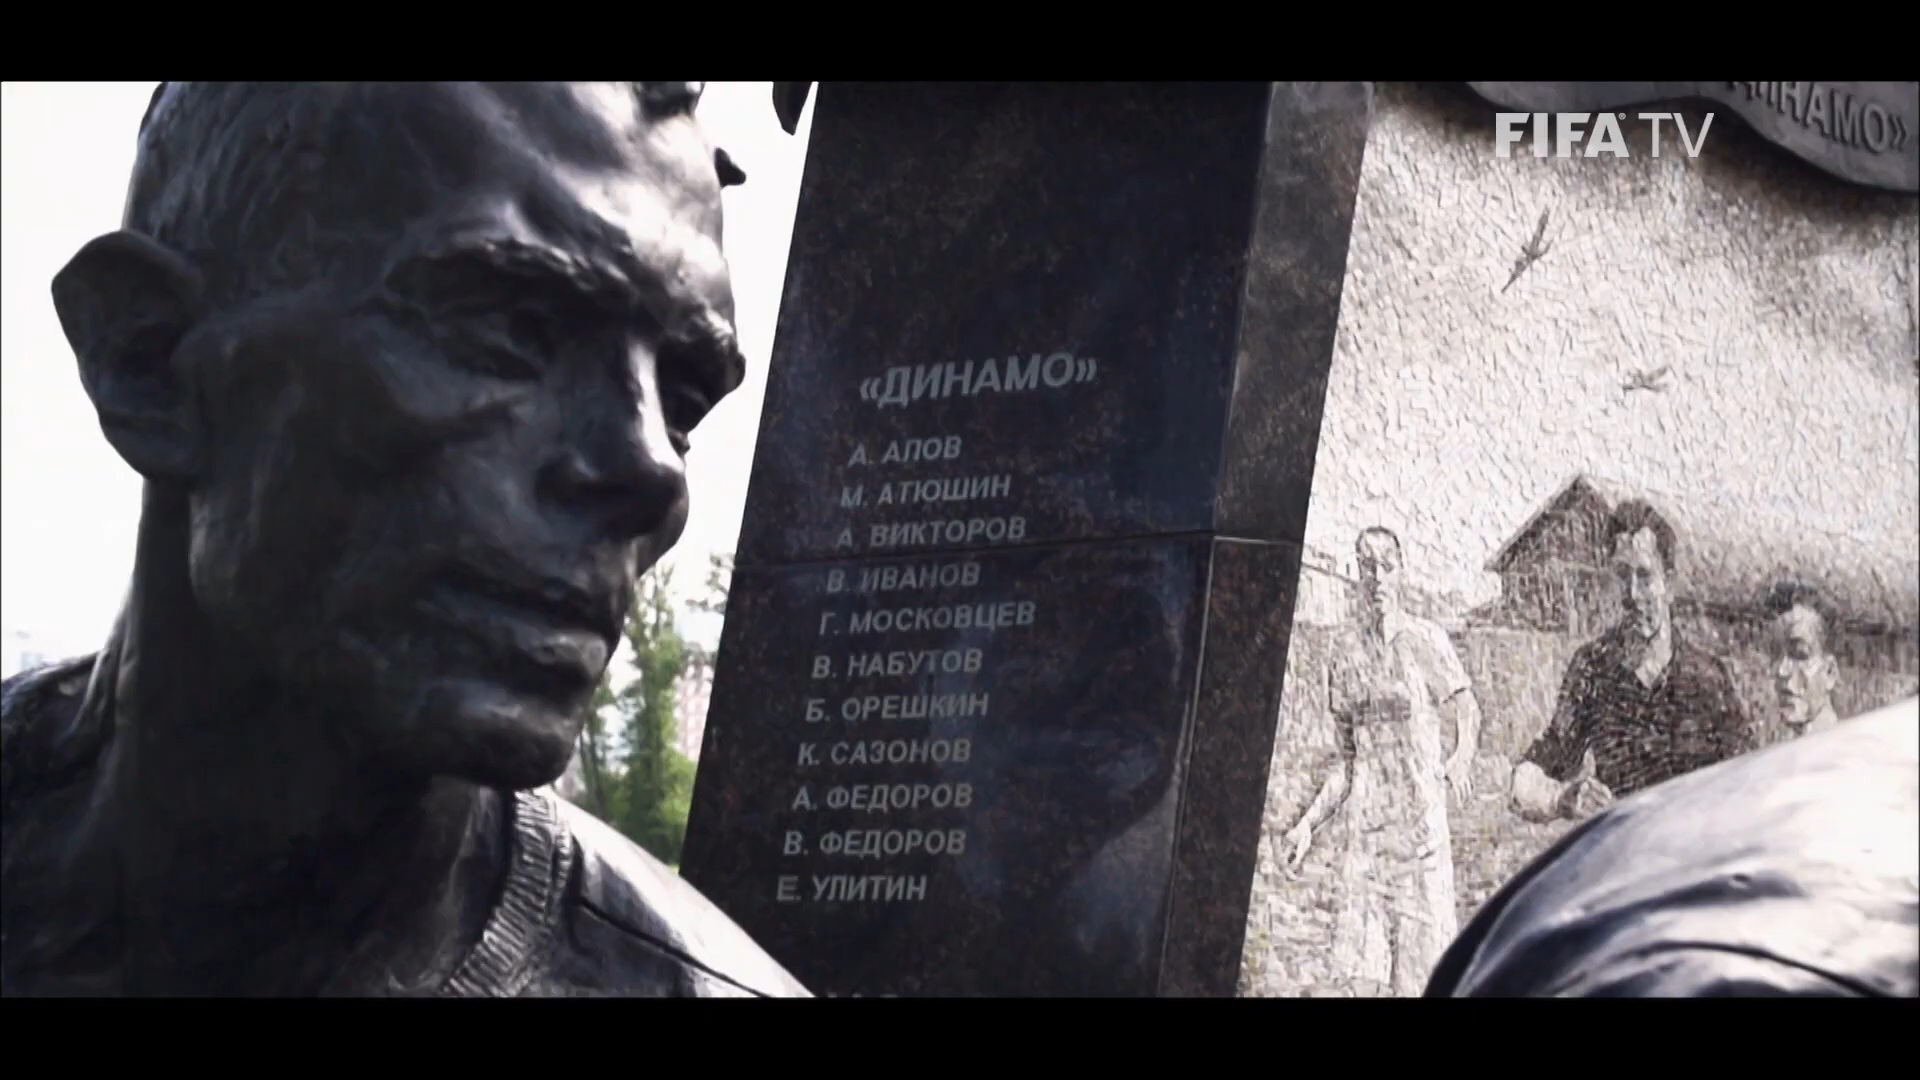 FIFA TV
«ДИНАМО»
А. АЛОВ
М. АТЮШИН
А. ВИКТОРОВ
В. ИВАНОВ
Г. МОСКОВЦЕВ
В. НАБУТОВ
Б. ОРЕШКИН
К. САЗОНОВ
А. ФЕДОРОВ
В. ФЕДОРОВ
Е. УЛИТИН